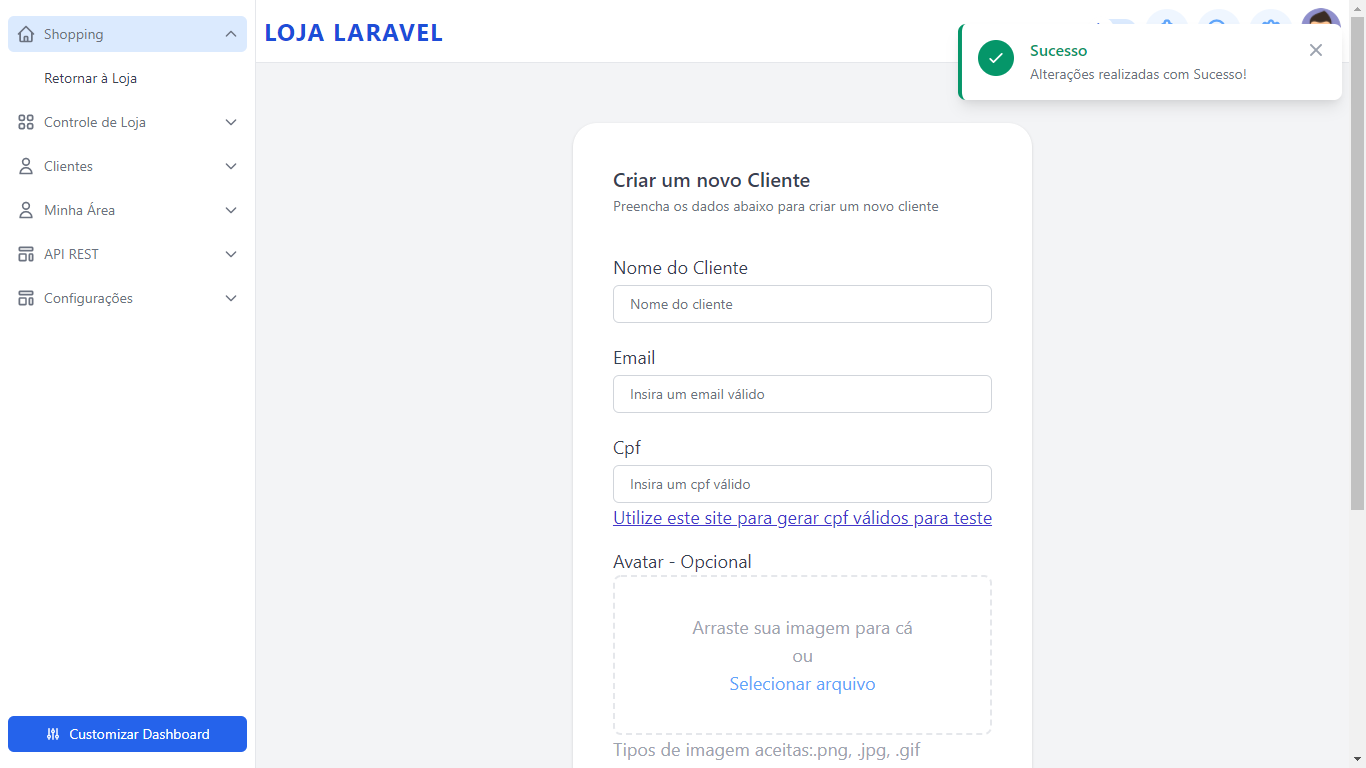 Shopping
Retornar à Loja
Controle de Loja
Clientes
Minha Área
API REST
Configurações
Customizar Dashboard
LOJA LARAVEL
Sucesso
Alterações realizadas com Sucesso!
Criar um novo Cliente
Preencha os dados abaixo para criar um novo cliente
Nome do Cliente
Nome do cliente
Email
Insira um email válido
Cpf
Insira um cpf válido
Utilize este site para gerar cpf válidos para teste
Avatar - Opcional
Arraste sua imagem para cá
ou
Selecionar arquivo
Tipos de imagem aceitas:.png, .jpg, .gif